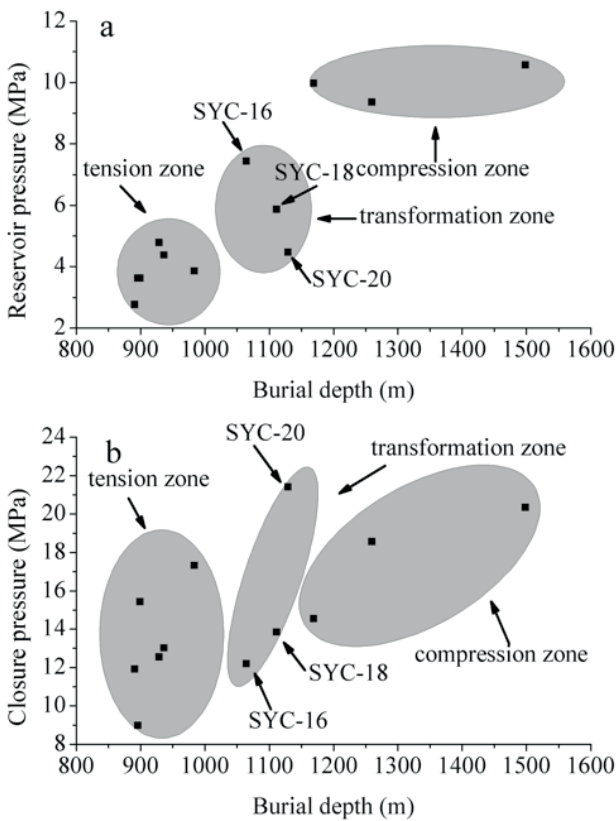 a
12
10
8
6
4
2
Reservoir pressure (MPa)
SYC-16
tension zone
SYC-18
compression zone
transformation zone
SYC-20
800 900 1000 1100 1200 1300 1400 1500 1600
Burial depth (m)
b
24
22
20
18
16
14
12
10
8
Closure pressure (MPa)
SYC-20
transformation zone
tension zone
SYC-18
compression zone
SYC-16
800 900 1000 1100 1200 1300 1400 1500 1600
Burial depth (m)